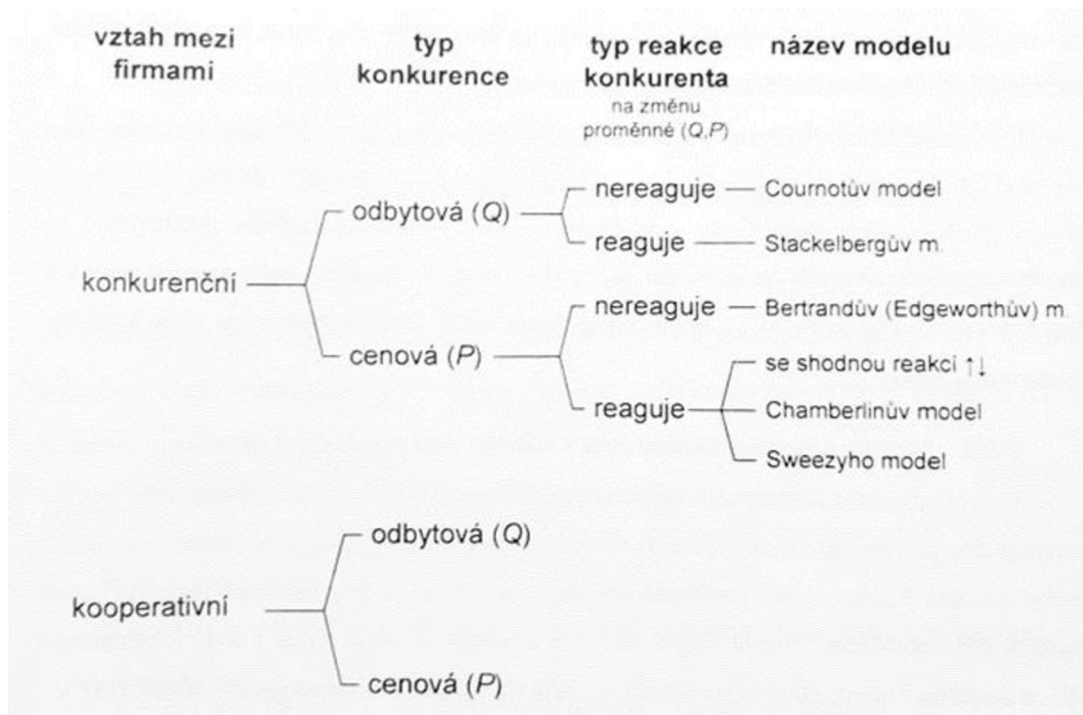 vztah mezi firmami
typ konkurence
typ reakce konkurenta
na změnu proměnné (Q,P)
název modelu
konkurenční
odbytová (Q)
nereaguje
Cournotův model
reaguje
Stackelbergův m.
cenová (P)
nereaguje
Bertrandův (Edgeworthův) m.
reaguje
se shodnou reakcí ↑↓
Chamberlinův model
Sweezyho model
kooperativní
odbytová (Q)
cenová (P)